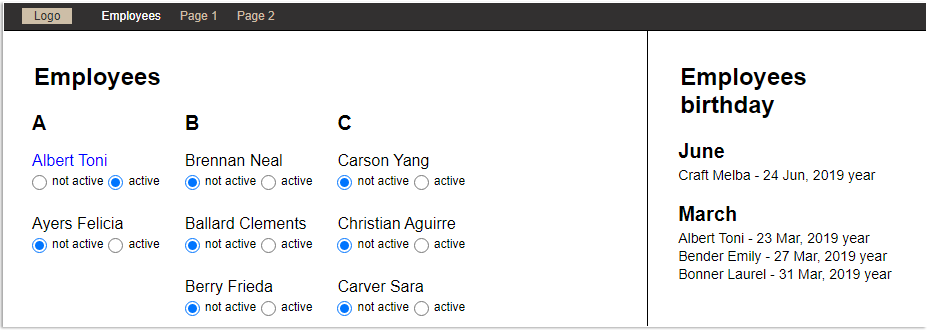 Logo Employees Page 1 Page 2
Employees
A B C
Albert Toni Brennan Neal Carson Yang
not active active not active active not active active
Ayers Felicia Ballard Clements Christian Aguirre
not active active not active active not active active
Berry Frieda Carver Sara
not active active not active active
Employees
birthday
June
Craft Melba - 24 Jun, 2019 year
March
Albert Toni - 23 Mar, 2019 year
Bender Emily - 27 Mar, 2019 year
Bonner Laurel - 31 Mar, 2019 year